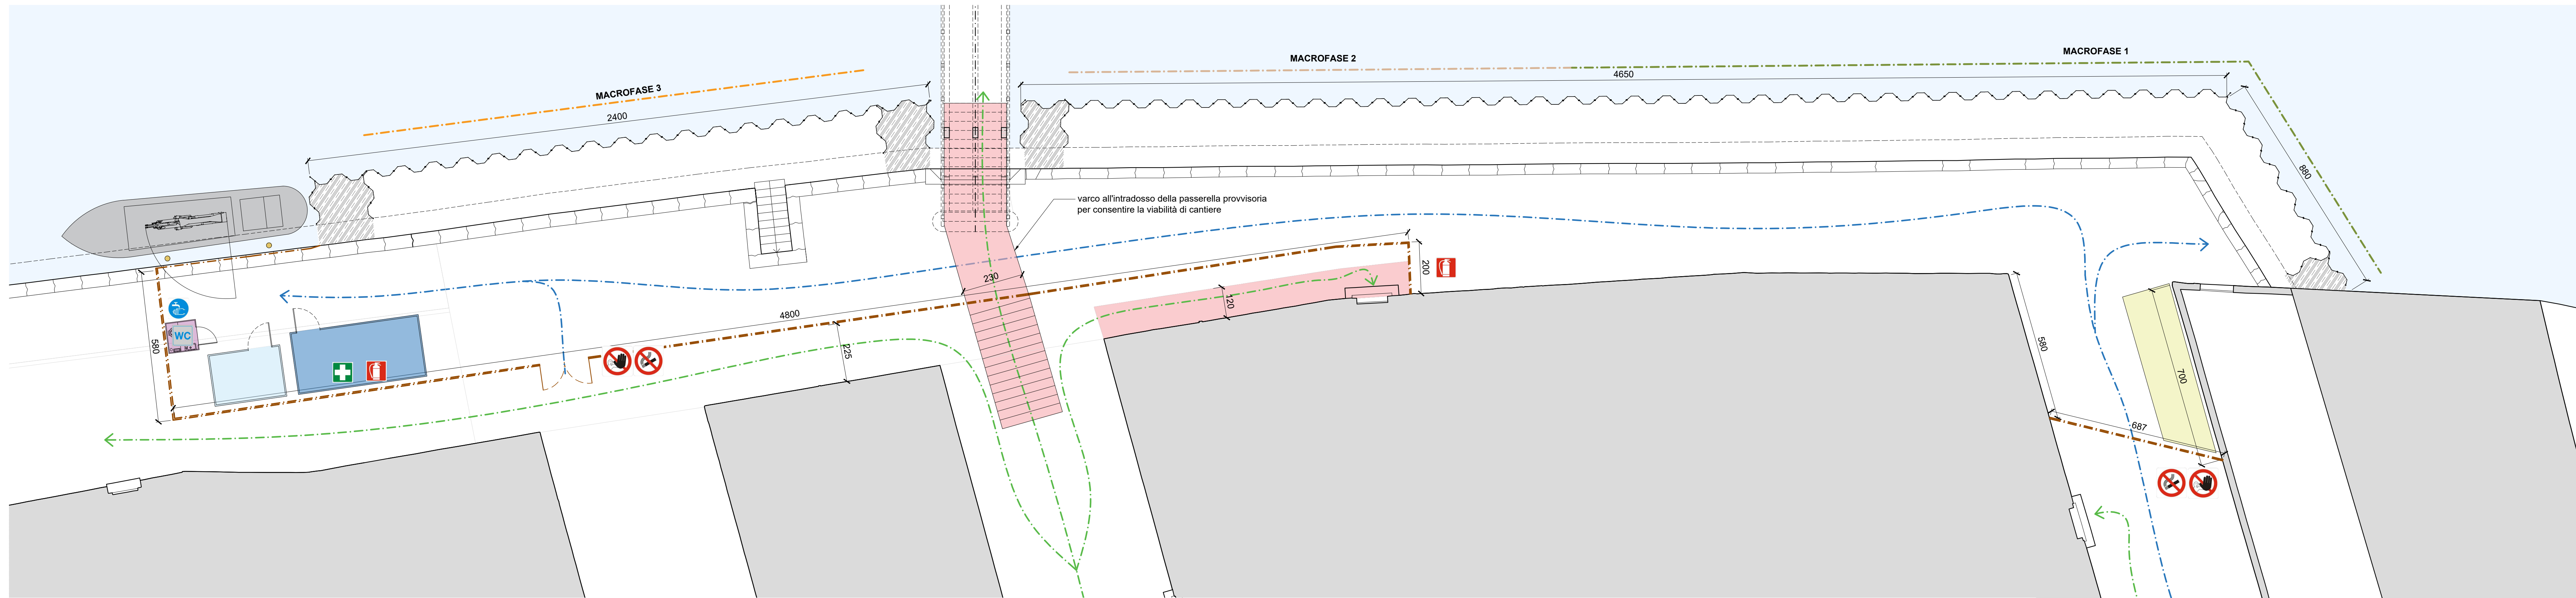 MACROFASE 1
MACROFASE 2
4650
MACROFASE 3
2400
880
varco all'intradosso della passerella provvisoria
per consentire la viabilità di cantiere
200
230
120
4800
225
580
WC
580
700
687